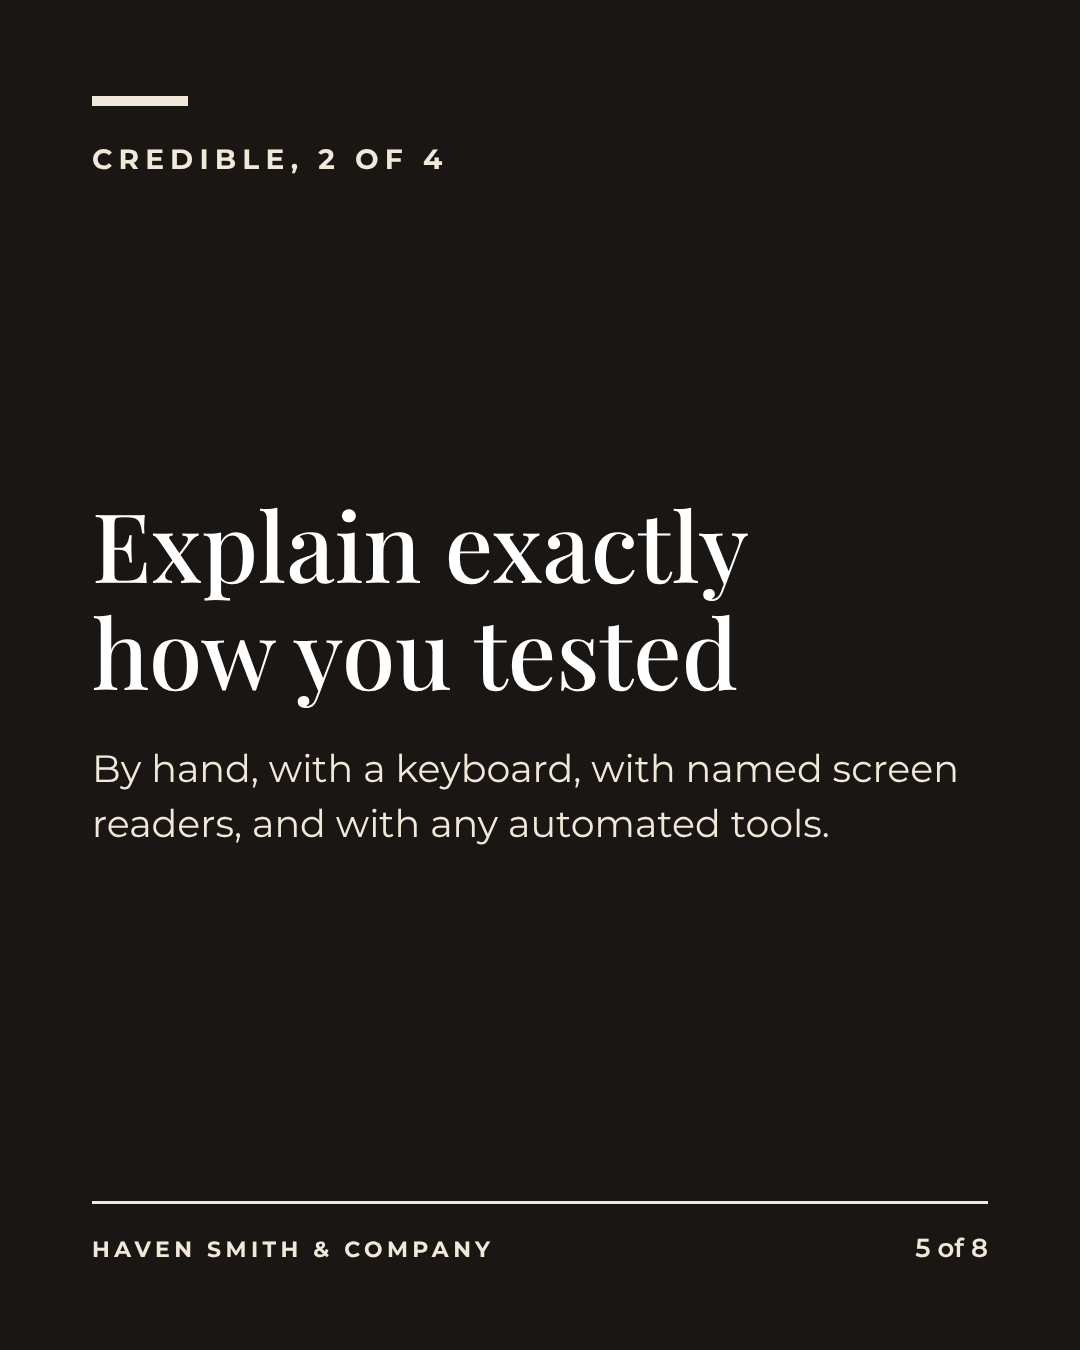 CREDIBLE, 2 OF 4
Explain exactly
how you tested
By hand, with a keyboard, with named screen
readers, and with any automated tools.
HAVEN SMITH & COMPANY
5 of 8